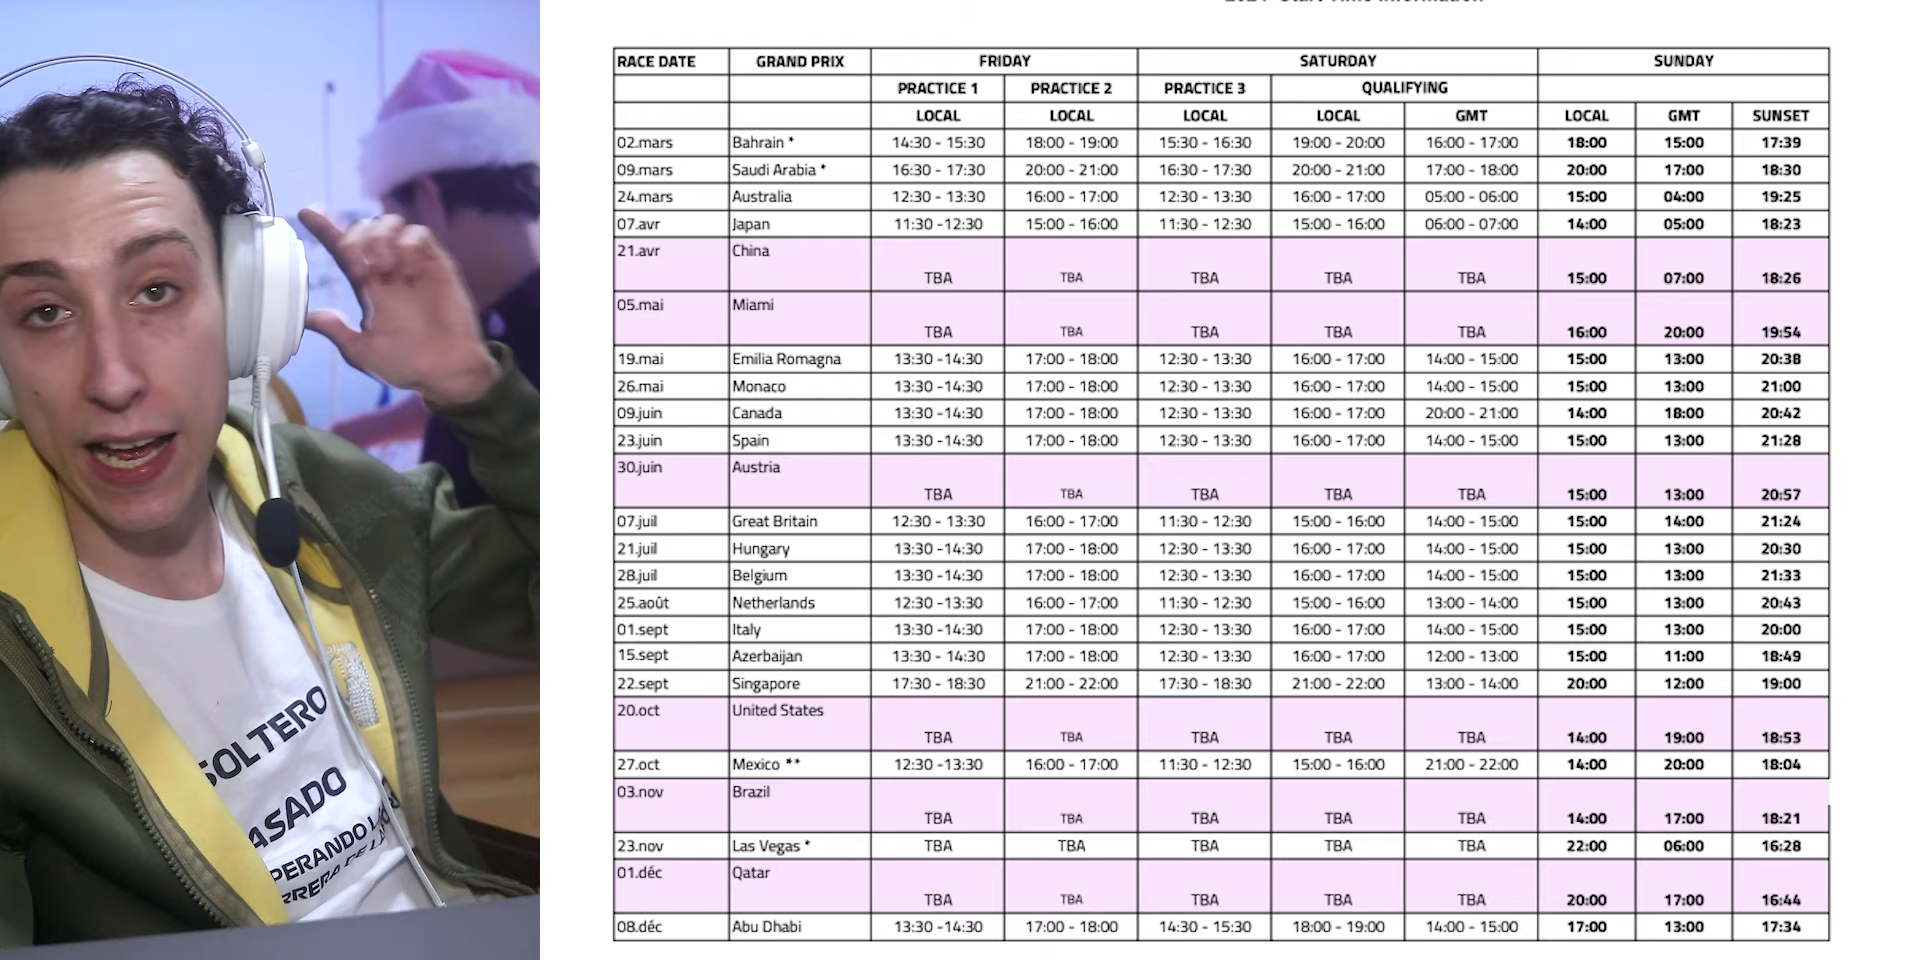 2024 Start Time Information
RACE DATE GRAND PRIX FRIDAY SATURDAY SUNDAY
PRACTICE 1 PRACTICE 2 PRACTICE 3 QUALIFYING
LOCAL LOCAL LOCAL LOCAL GMT LOCAL GMT SUNSET
02.mars Bahrain * 14:30 - 15:30 18:00 - 19:00 15:30 - 16:30 19:00 - 20:00 16:00 - 17:00 18:00 15:00 17:39
09.mars Saudi Arabia * 16:30 - 17:30 20:00 - 21:00 16:30 - 17:30 20:00 - 21:00 17:00 - 18:00 20:00 17:00 18:30
24.mars Australia 12:30 - 13:30 16:00 - 17:00 12:30 - 13:30 16:00 - 17:00 05:00 - 06:00 15:00 04:00 19:25
07.avr Japan 11:30 -12:30 15:00 - 16:00 11:30 - 12:30 15:00 - 16:00 06:00 - 07:00 14:00 05:00 18:23
21.avr China TBA TBA TBA TBA TBA 15:00 07:00 18:26
05.mai Miami TBA TBA TBA TBA TBA 16:00 20:00 19:54
19.mai Emilia Romagna 13:30 -14:30 17:00 - 18:00 12:30 - 13:30 16:00 - 17:00 14:00 - 15:00 15:00 13:00 20:38
26.mai Monaco 13:30 -14:30 17:00 - 18:00 12:30 - 13:30 16:00 - 17:00 14:00 - 15:00 15:00 13:00 21:00
09.juin Canada 13:30 -14:30 17:00 - 18:00 12:30 - 13:30 16:00 - 17:00 20:00 - 21:00 14:00 18:00 20:42
23.juin Spain 13:30 -14:30 17:00 - 18:00 12:30 - 13:30 16:00 - 17:00 14:00 - 15:00 15:00 13:00 21:28
30.juin Austria TBA TBA TBA TBA TBA 15:00 13:00 20:57
07.juil Great Britain 12:30 - 13:30 16:00 - 17:00 11:30 - 12:30 15:00 - 16:00 14:00 - 15:00 15:00 14:00 21:24
21.juil Hungary 13:30 -14:30 17:00 - 18:00 12:30 - 13:30 16:00 - 17:00 14:00 - 15:00 15:00 13:00 20:30
28.juil Belgium 13:30 -14:30 17:00 - 18:00 12:30 - 13:30 16:00 - 17:00 14:00 - 15:00 15:00 13:00 21:33
25.août Netherlands 12:30 -13:30 16:00 - 17:00 11:30 - 12:30 15:00 - 16:00 13:00 - 14:00 15:00 13:00 20:43
01.sept Italy 13:30 -14:30 17:00 - 18:00 12:30 - 13:30 16:00 - 17:00 14:00 - 15:00 15:00 13:00 20:00
15.sept Azerbaijan 13:30 - 14:30 17:00 - 18:00 12:30 - 13:30 16:00 - 17:00 12:00 - 13:00 15:00 11:00 18:49
22.sept Singapore 17:30 - 18:30 21:00 - 22:00 17:30 - 18:30 21:00 - 22:00 13:00 - 14:00 20:00 12:00 19:00
20.oct United States TBA TBA TBA TBA TBA 14:00 19:00 18:53
27.oct Mexico ** 12:30 -13:30 16:00 - 17:00 11:30 - 12:30 15:00 - 16:00 21:00 - 22:00 14:00 20:00 18:04
03.nov Brazil TBA TBA TBA TBA TBA 14:00 17:00 18:21
23.nov Las Vegas * TBA TBA TBA TBA TBA 22:00 06:00 16:28
01.déc Qatar TBA TBA TBA TBA TBA 20:00 17:00 16:44
08.déc Abu Dhabi 13:30 -14:30 17:00 - 18:00 14:30 - 15:30 18:00 - 19:00 14:00 - 15:00 17:00 13:00 17:34
SOLTERO
ASADO
PERANDO
RRERA DE